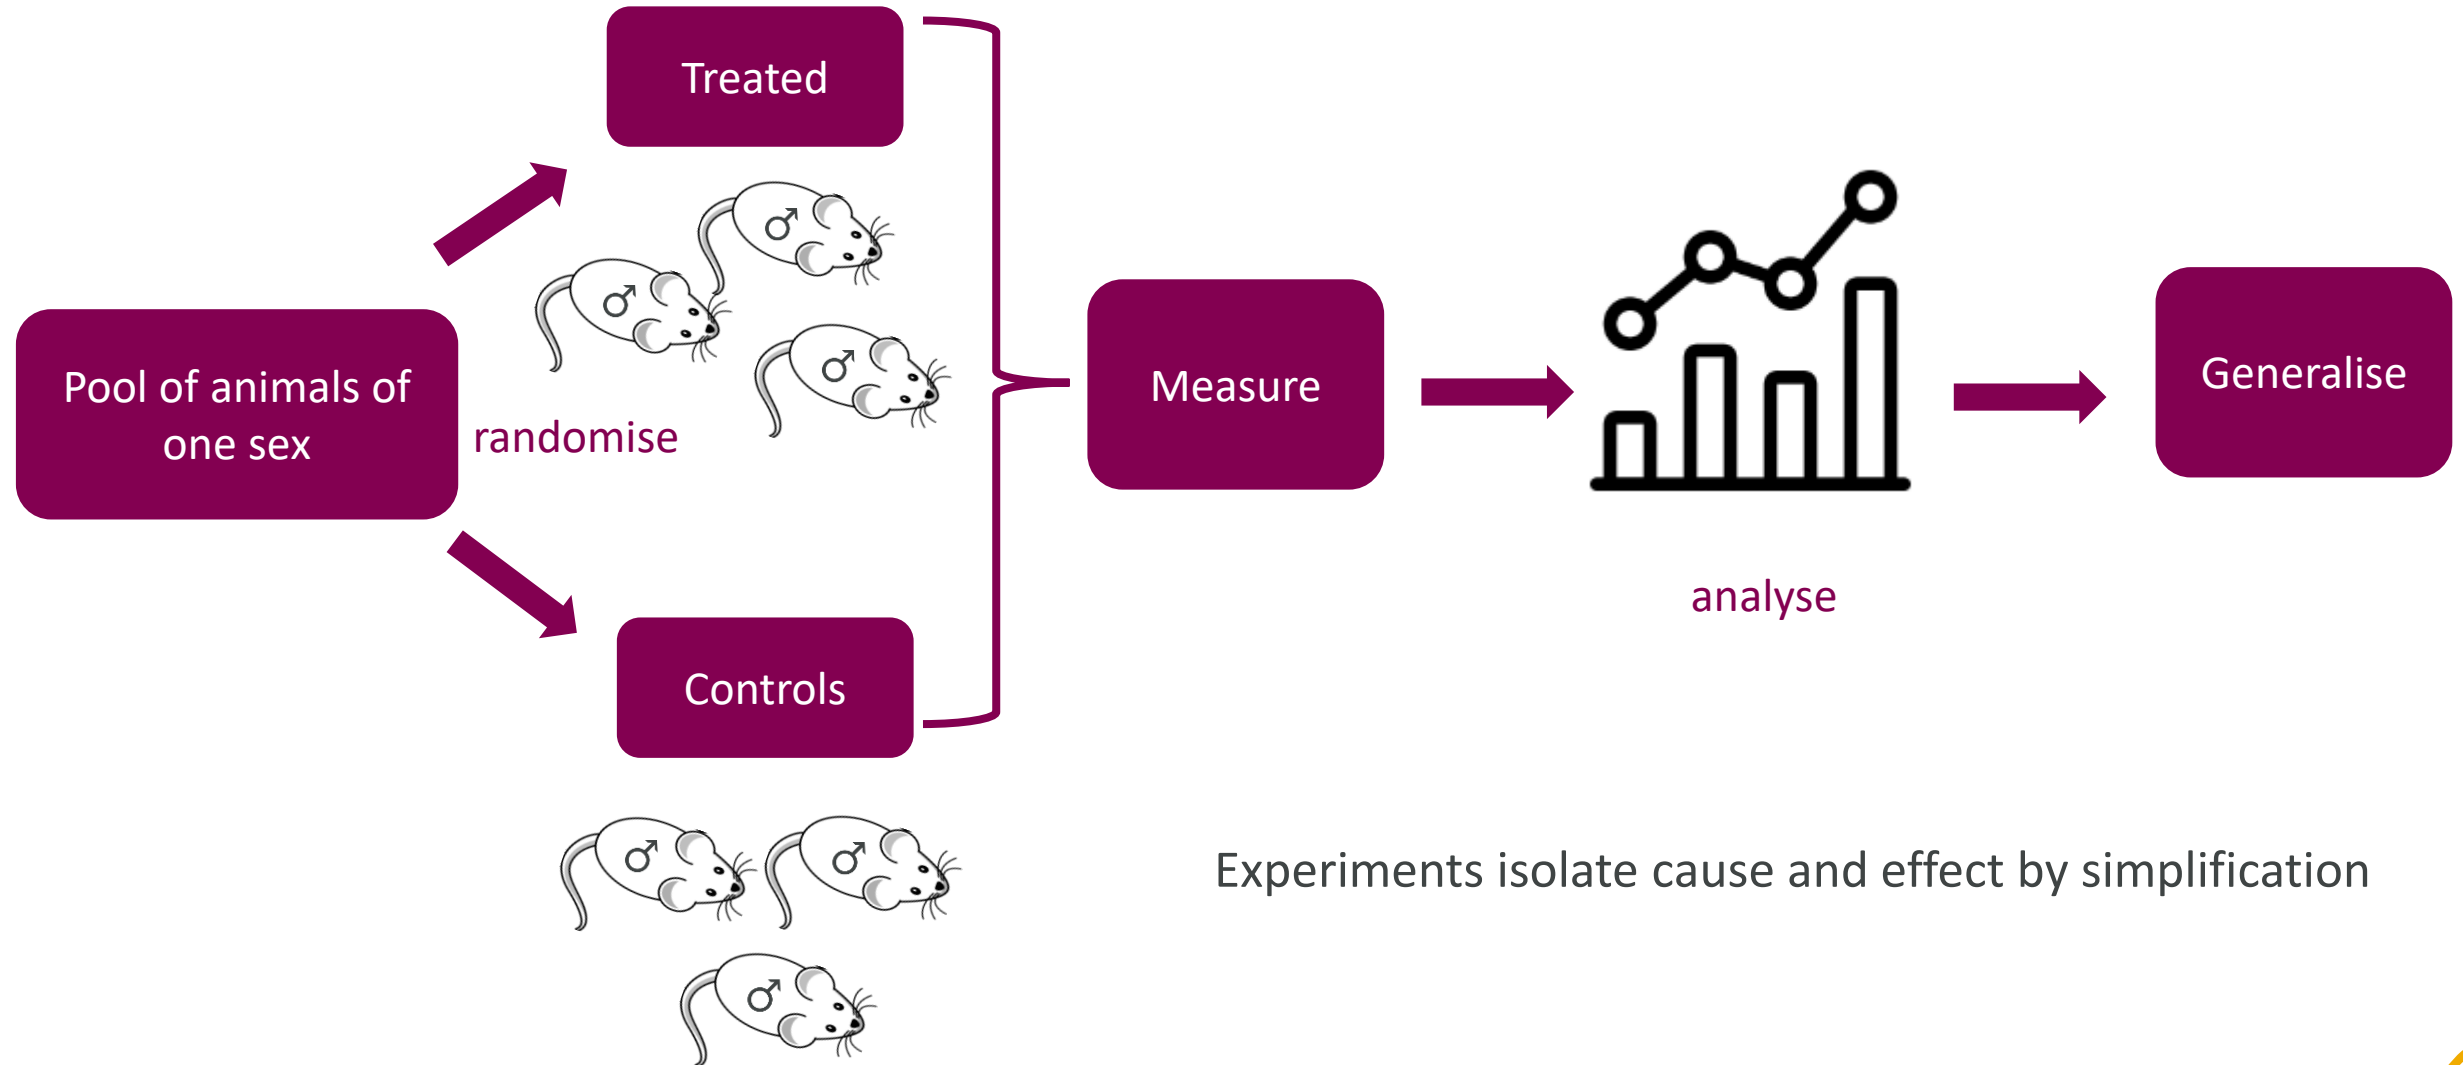 Treated
Pool of animals of
one sex
randomise
Controls
Measure
analyse
Generalise
Experiments isolate cause and effect by simplification